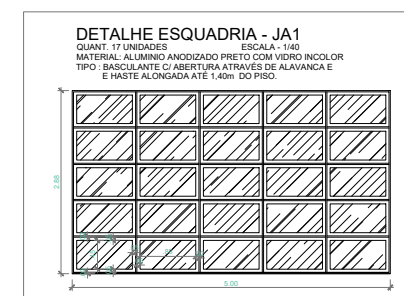 DETALHE ESQUADRIA - JA1
QUANT. 17 UNIDADES ESCALA - 1/40
MATERIAL: ALUMINIO ANODIZADO PRETO COM VIDRO INCOLOR
TIPO : BASCULANTE C/ ABERTURA ATRAVÉS DE ALAVANCA E
E HASTE ALONGADA ATÉ 1,40m DO PISO.
2.88
5.00